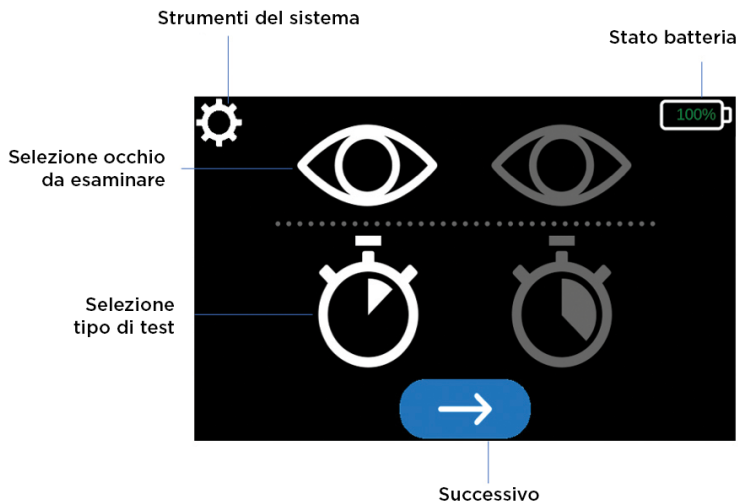 Strumenti del sistema
Stato batteria
100%
Selezione occhio
da esaminare
Selezione
tipo di test
Successivo